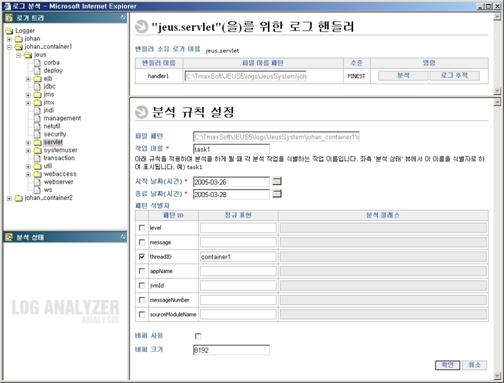 로그 분석 - Microsoft Internet Explorer
로거 트리
Logger
johan
johan_container1
jeus
corba
deploy
ejb
jdbc
jms
jmx
jndi
management
netutil
security
servlet
systemuser
transaction
util
webaccess
webserver
ws
johan_container2
분석 상태
LOG ANALYZER
ANALYSIS
"jeus.servlet"(을)를 위한 로그 핸들러
핸들러 소유 로거 이름 jeus.servlet
핸들러 이름 파일 이름 패턴 수준 명령
handler1 C:\TmaxSoft\JEUS5\logs\JeusSystem\joh FINEST 분석 로그 추적
분석 규칙 설정
파일 패턴 C:\TmaxSoft\JEUS5\logs\JeusSystem\johan_container1\s
작업 이름 * task1
아래 규칙을 적용하여 분석을 하게 될 때 각 분석 작업을 식별하는 작업 이름입니다. 좌측 '분석 상태' 뷰에서 이 이름을 식별자로 하
여 표시됩니다. 예) task1
시작 날짜(시간) * 2005-03-26
종료 날짜(시간) * 2005-03-28
패턴 식별자
패턴 ID 정규 표현 분석 클래스
level
message
threadID container1
appName
jvmId
messageNumber
sourceModuleName
버퍼 사용
버퍼 크기 8192
확인 취소